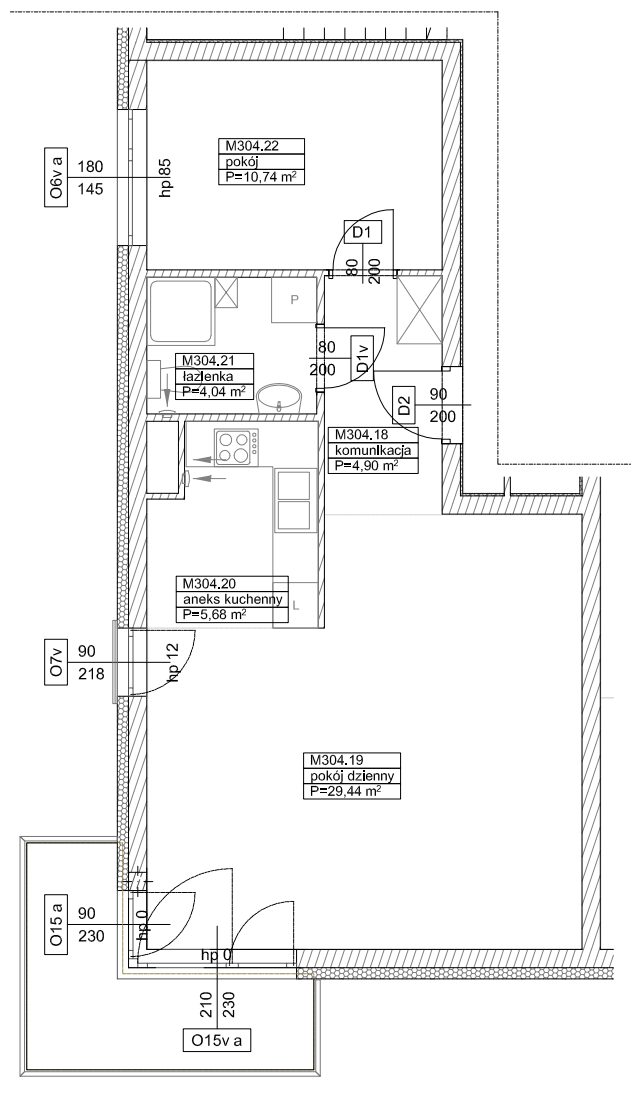 M304.22
pokój
P=10,74 m²
O6v a
180
145
hp 85
D1
80
200
P
M304.21
łazienka
P=4,04 m²
80
200
D1v
D2
90
200
M304.18
komunikacja
P=4,90 m²
M304.20
aneks kuchenny
P=5,68 m²
L
O7v
90
218
hp 12
M304.19
pokój dzienny
P=29,44 m²
O15 a
90
230
hp 0
hp 0
210
230
O15v a